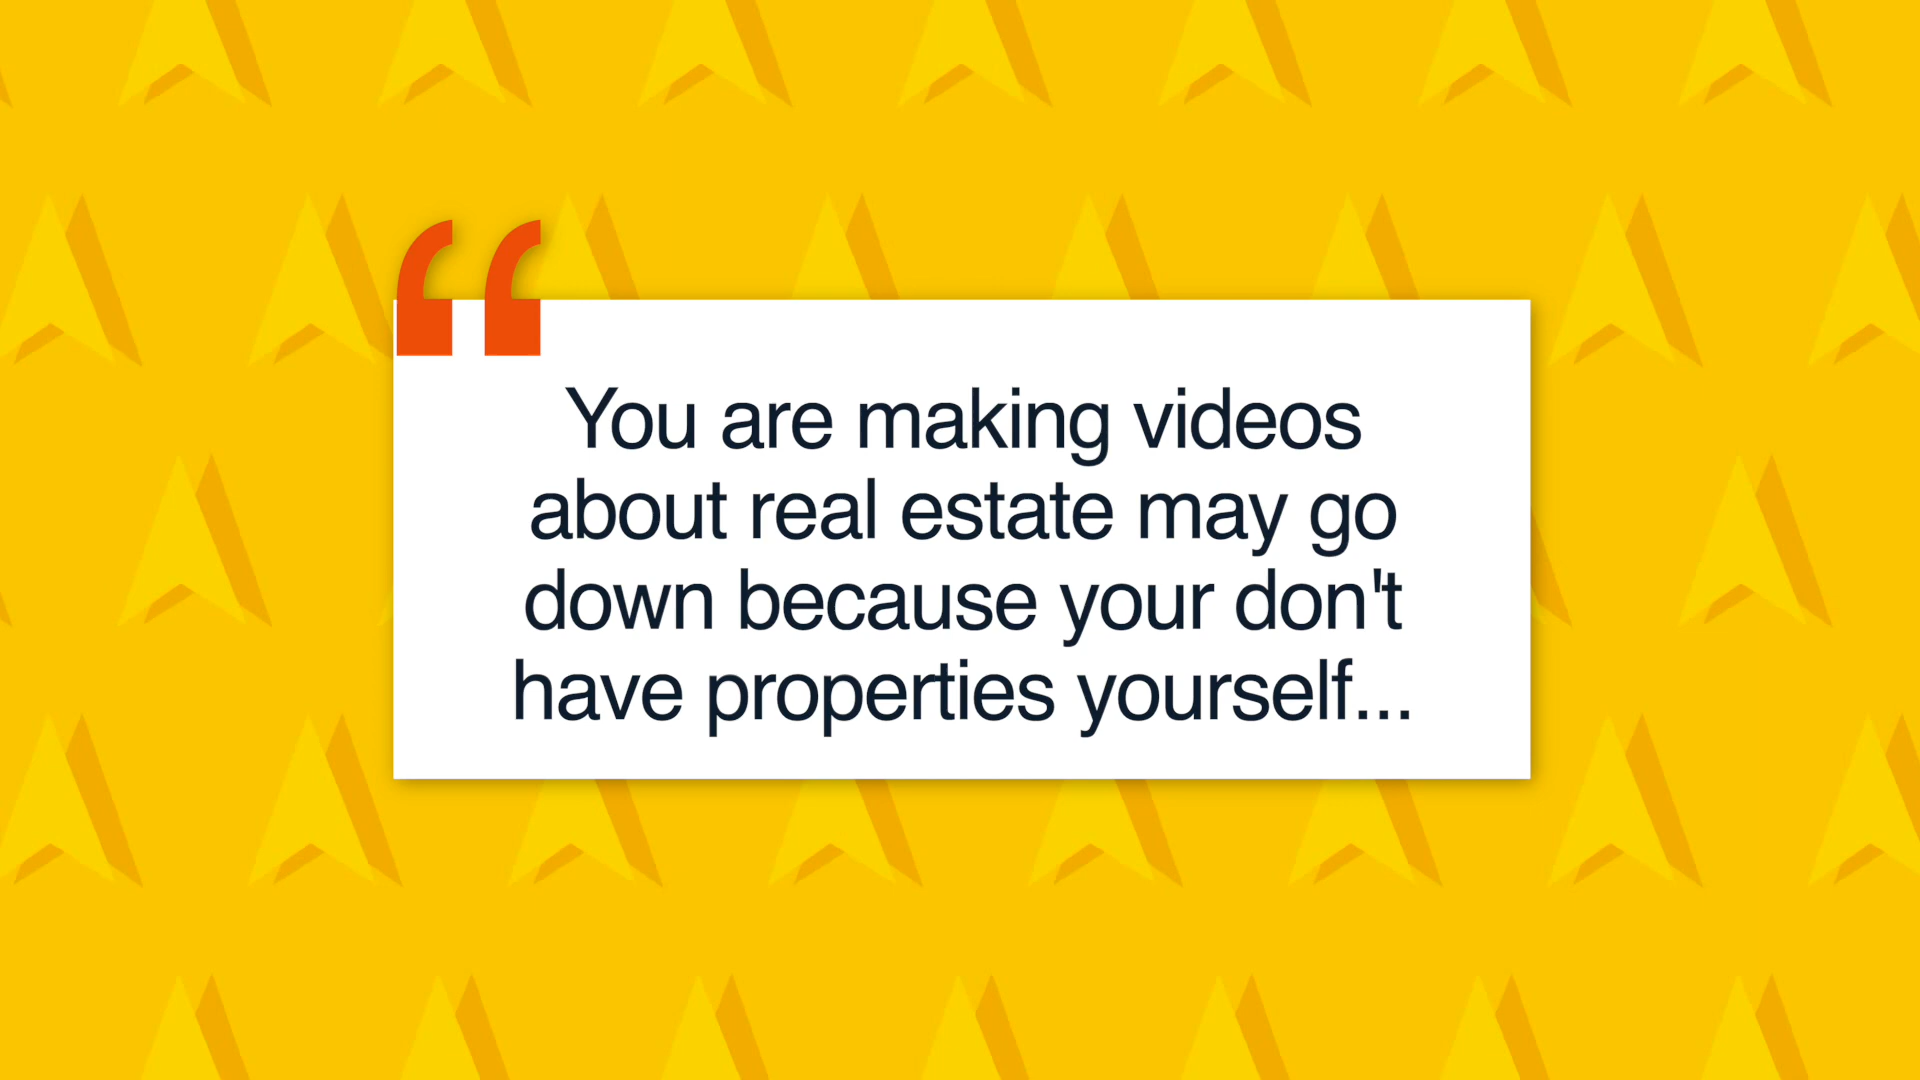 You are making videos
about real estate may go
down because your don't
have properties yourself...